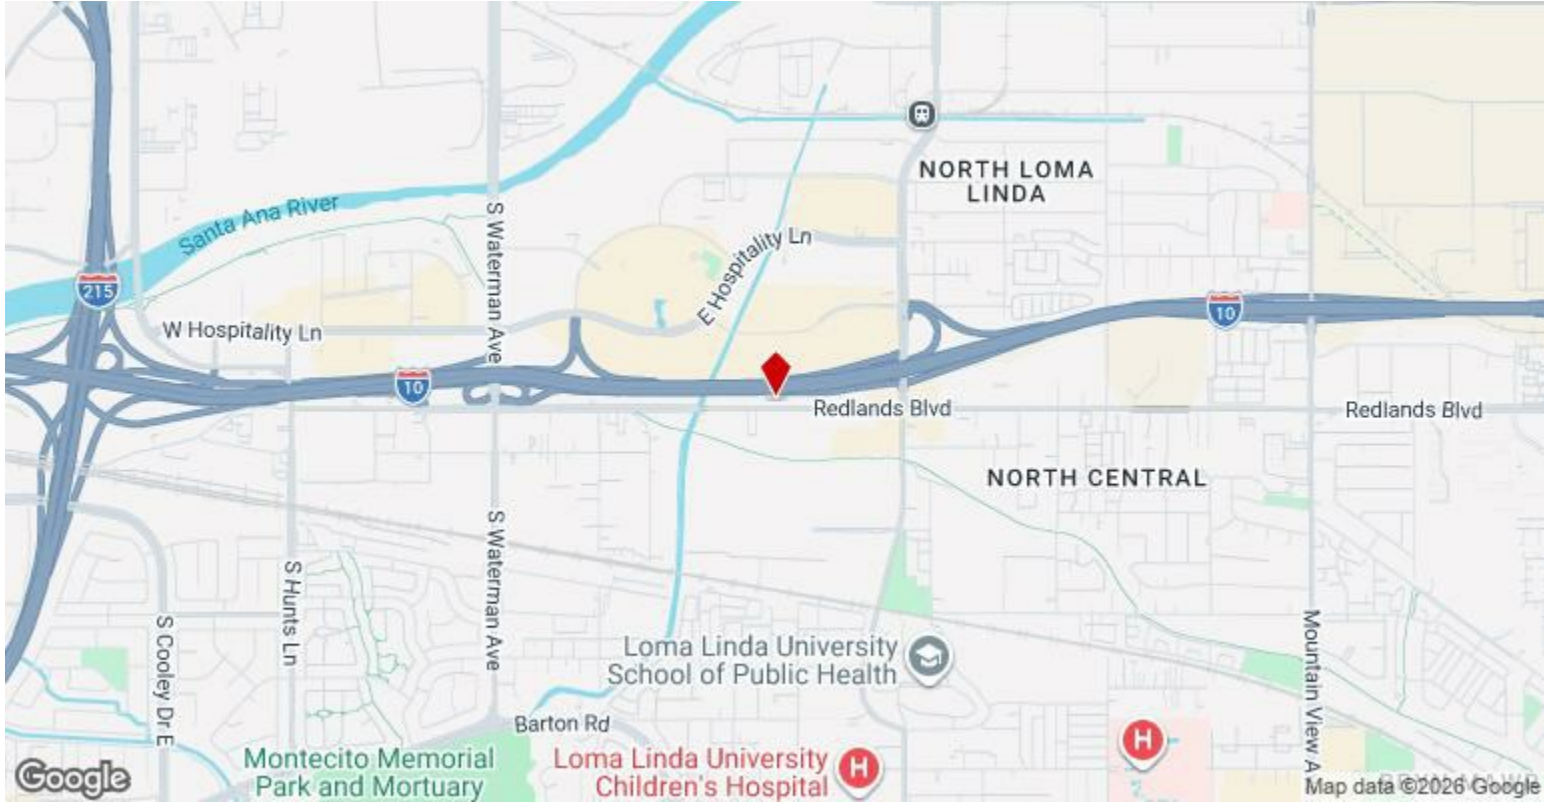 NORTH LOMA
LINDA
Santa Ana River
S Waterman Ave
E Hospitality Ln
215
W Hospitality Ln
10
10
Redlands Blvd
Redlands Blvd
NORTH CENTRAL
S Hunts Ln
S Waterman Ave
S Cooley Dr E
Loma Linda University
School of Public Health
Mountain View A
Barton Rd
H
Montecito Memorial
Park and Mortuary
Loma Linda University
Children's Hospital
H
Google
Map data ©2026 Google